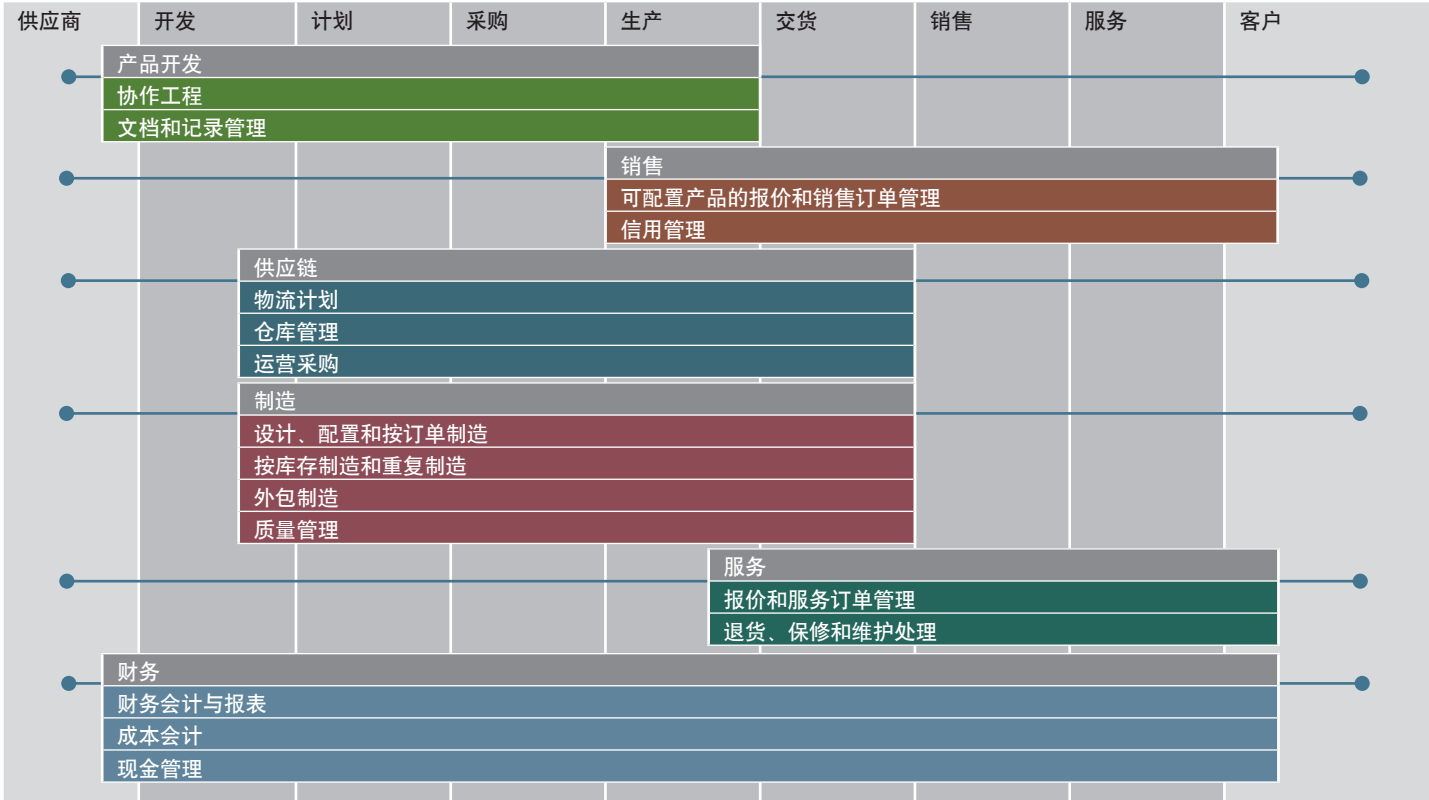 供应商 开发 计划 采购 生产 交货 销售 服务 客户
产品开发
协作工程
文档和记录管理
销售
可配置产品的报价和销售订单管理
信用管理
供应链
物流计划
仓库管理
运营采购
制造
设计、配置和按订单制造
按库存制造和重复制造
外包制造
质量管理
服务
报价和服务订单管理
退货、保修和维护处理
财务
财务会计与报表
成本会计
现金管理